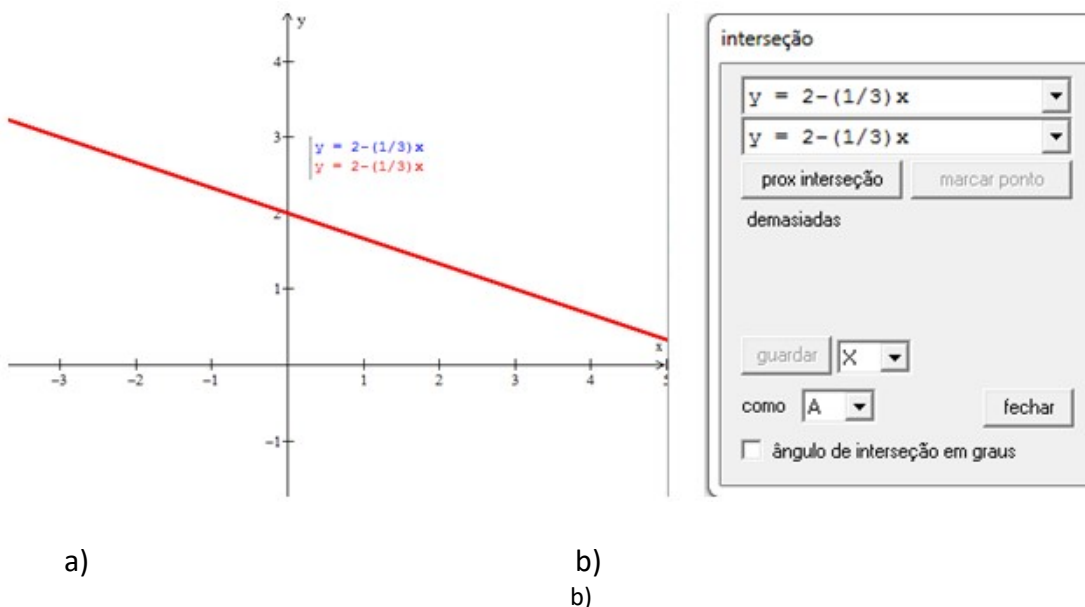 y
4
3
y = 2-(1/3)x
y = 2-(1/3)x
2
1
x
-3 -2 -1 1 2 3 4 5
-1
interseção
y = 2-(1/3)x
y = 2-(1/3)x
prox interseção marcar ponto
demasiadas
guardar X
como A fechar
ângulo de interseção em graus
a) b)
b)